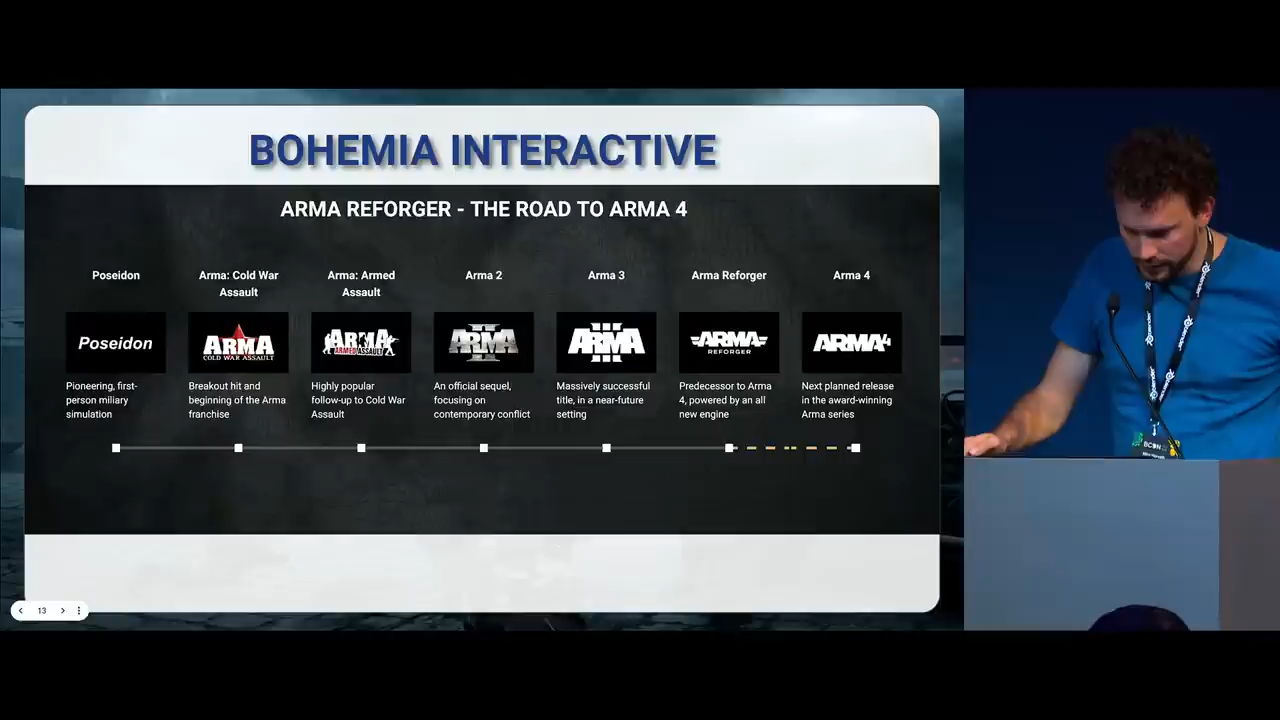 BOHEMIA INTERACTIVE
ARMA REFORGER - THE ROAD TO ARMA 4
Poseidon
Arma: Cold War
Assault
Arma: Armed
Assault
Arma 2
Arma 3
Arma Reforger
Arma 4
Poseidon
ARMA
COLD WAR ASSAULT
ARMA
ARMED ASSAULT
ARMA
II
ARMA
III
ARMA
REFORGER
ARMA 4
Pioneering, first-
person miliary
simulation
Breakout hit and
beginning of the Arma
franchise
Highly popular
follow-up to Cold War
Assault
An official sequel,
focusing on
contemporary conflict
Massively successful
title, in a near-future
setting
Predecessor to Arma
4, powered by an all
new engine
Next planned release
in the award-winning
Arma series
13
BCON